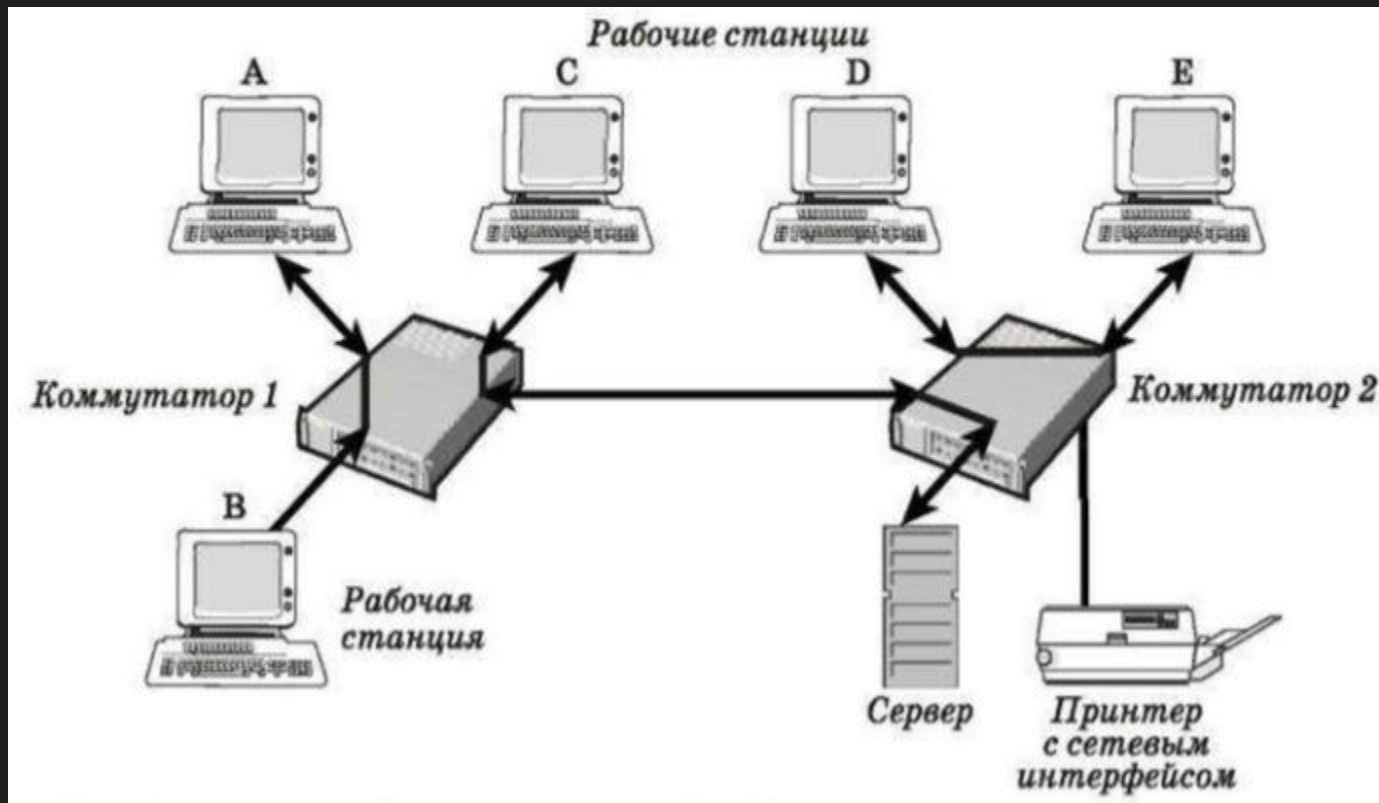 Рабочие станции
A
C
D
E
Коммутатор 1
Коммутатор 2
B
Рабочая
станция
Сервер
Принтер
с сетевым
интерфейсом